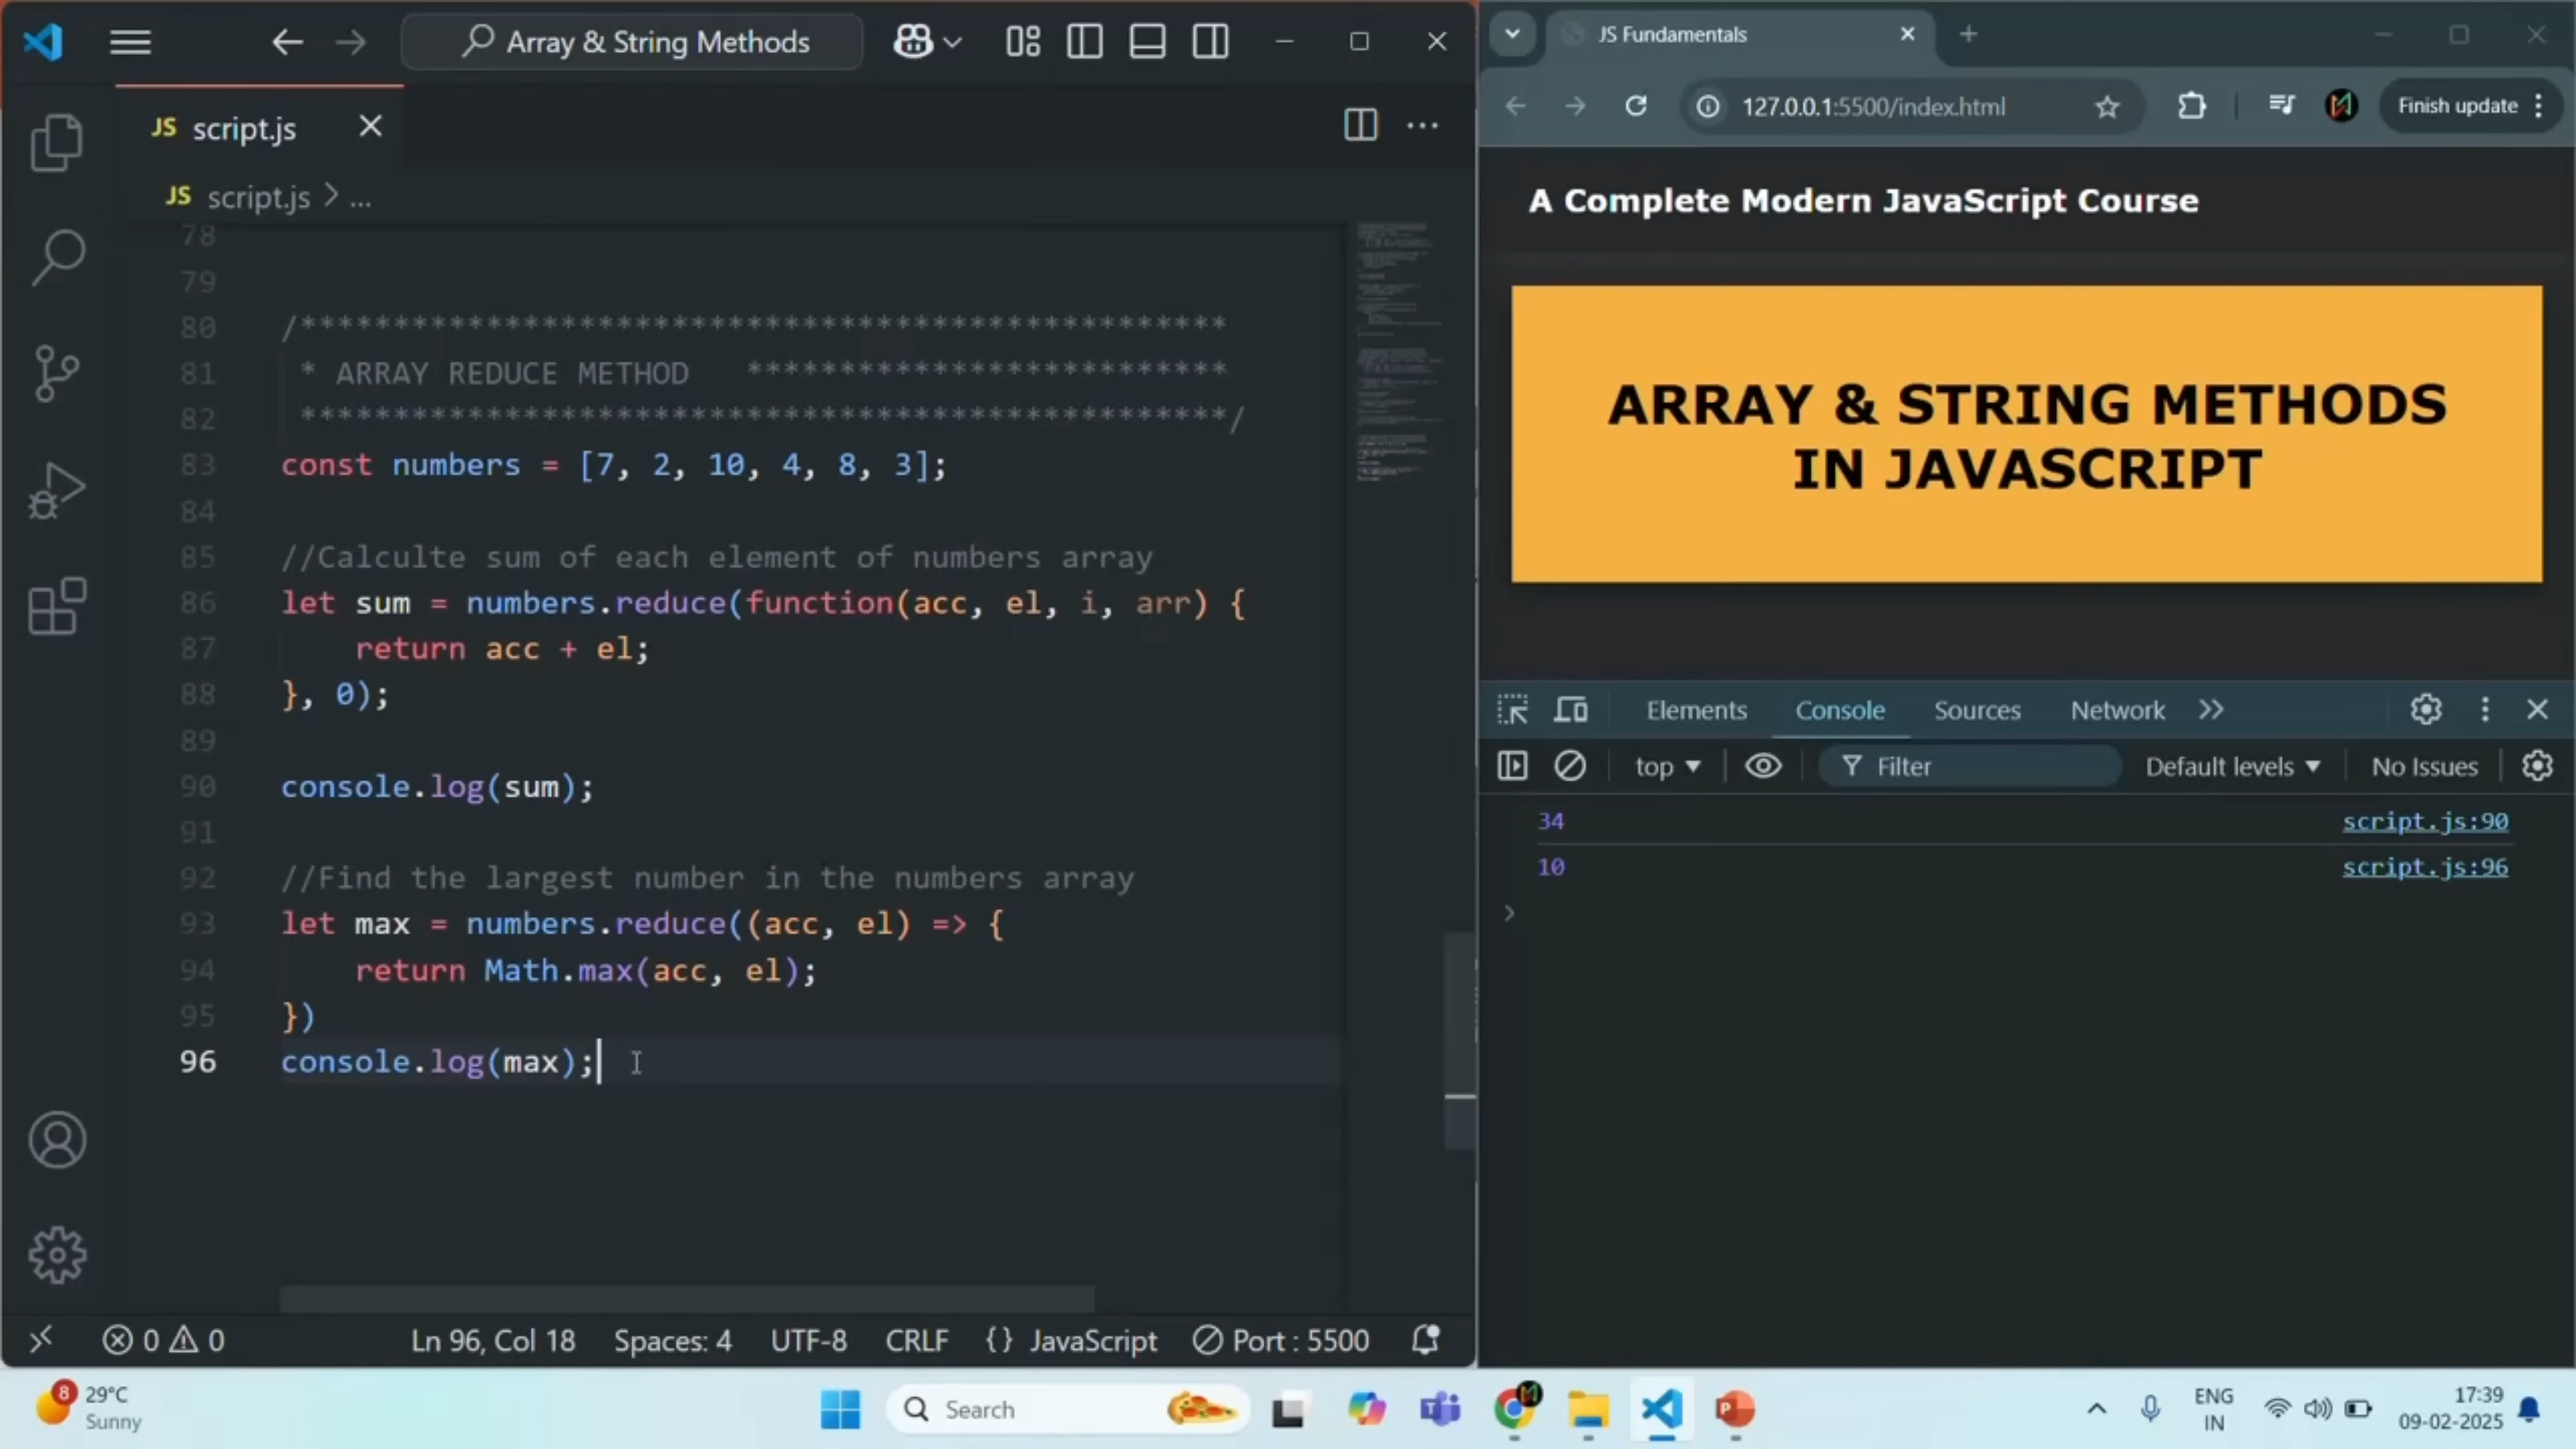 Array & String Methods
JS script.js
JS script.js > ...
78
79
80 /**************************************************
81 * ARRAY REDUCE METHOD **************************
82 **************************************************/
83 const numbers = [7, 2, 10, 4, 8, 3];
84
85 //Calculte sum of each element of numbers array
86 let sum = numbers.reduce(function(acc, el, i, arr) {
87 return acc + el;
88 }, 0);
89
90 console.log(sum);
91
92 //Find the largest number in the numbers array
93 let max = numbers.reduce((acc, el) => {
94 return Math.max(acc, el);
95 })
96 console.log(max);
0 0 Ln 96, Col 18 Spaces: 4 UTF-8 CRLF {} JavaScript Port : 5500
JS Fundamentals
127.0.0.1:5500/index.html Finish update
A Complete Modern JavaScript Course
ARRAY & STRING METHODS
IN JAVASCRIPT
Elements Console Sources Network
top Filter Default levels No Issues
34 script.js:90
10 script.js:96
8 29°C
Sunny
Search
ENG
IN
17:39
09-02-2025